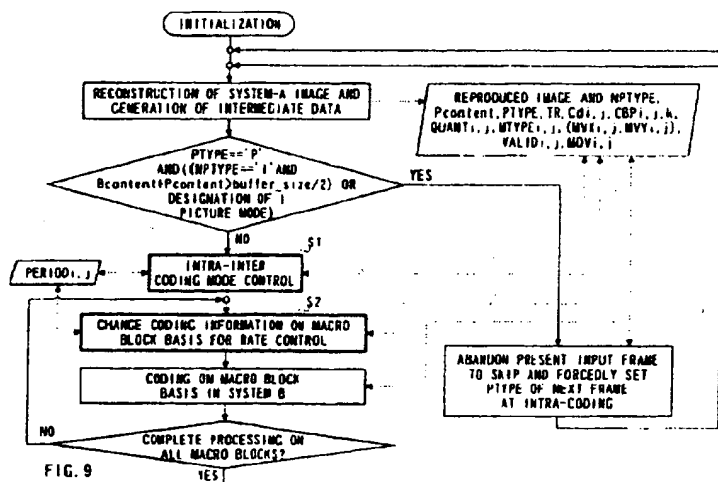 INITIALIZATION
RECONSTRUCTION OF SYSTEM-A IMAGE AND
GENERATION OF INTERMEDIATE DATA
REPRODUCED IMAGE AND NPTYPE,
Pcontent, PTYPE, TR, Cdi,j, CBPi,j,k,
QUANTi,j, MTYPEi,j, (MVXi,j, MVYi,j),
VALIDi,j, MOVi,j
PTYPE=='P'
AND((NPTYPE=='I' AND
Bcontent+Pcontent>buffer_size/2) OR
DESIGNATION OF I
PICTURE MODE)
YES
NO
S1
PERIODi,j
INTRA-INTER
CODING MODE CONTROL
S2
CHANGE CODING INFORMATION ON MACRO
BLOCK BASIS FOR RATE CONTROL
ABANDON PRESENT INPUT FRAME
TO SKIP AND FORCEDLY SET
PTYPE OF NEXT FRAME
AT INTRA-CODING
CODING ON MACRO BLOCK
BASIS IN SYSTEM B
NO
COMPLETE PROCESSING ON
ALL MACRO BLOCKS?
FIG. 9
YES